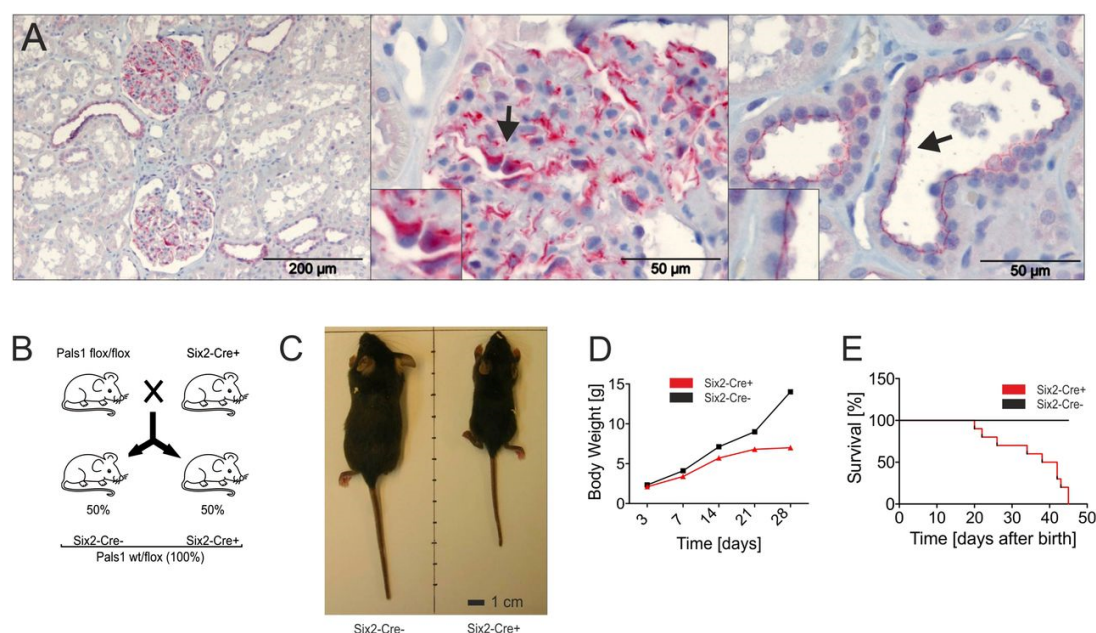 A
200 µm
50 µm
50 µm
B
Pals1 flox/flox
Six2-Cre+
X
50%
50%
Six2-Cre-
Six2-Cre+
Pals1 wt/flox (100%)
C
1 cm
Six2-Cre-
Six2-Cre+
D
Six2-Cre+
Six2-Cre-
Body Weight [g]
15
10
5
0
3
7
14
21
28
Time [days]
E
Six2-Cre+
Six2-Cre-
Survival [%]
150
100
50
0
0
10
20
30
40
50
Time [days after birth]